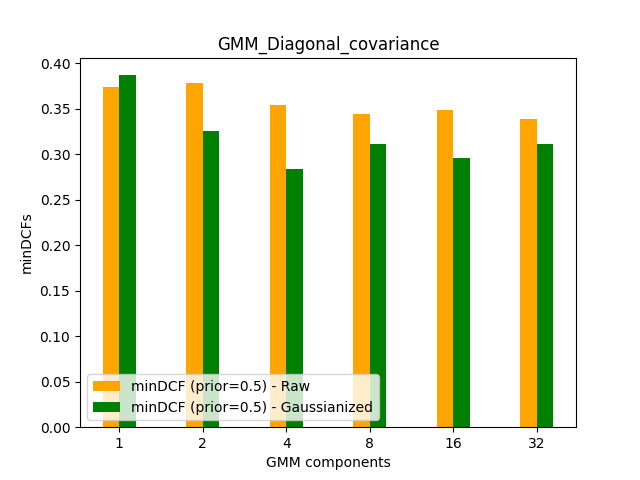 GMM_Diagonal_covariance
0.40
0.35
0.30
0.25
0.20
0.15
0.10
0.05
0.00
minDCFs
minDCF (prior=0.5) - Raw
minDCF (prior=0.5) - Gaussianized
1 2 4 8 16 32
GMM components